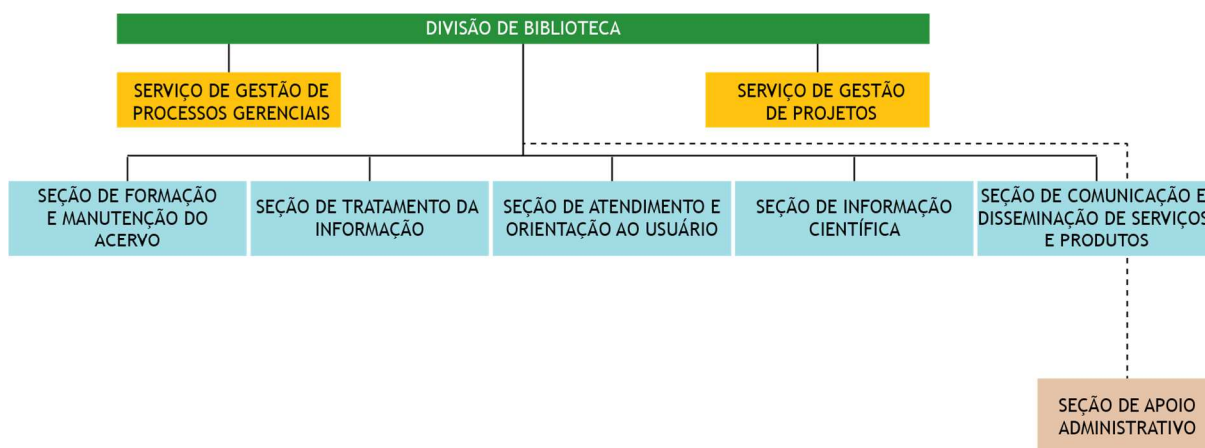 DIVISÃO DE BIBLIOTECA
SERVIÇO DE GESTÃO DE
PROCESSOS GERENCIAIS
SERVIÇO DE GESTÃO
DE PROJETOS
SEÇÃO DE FORMAÇÃO
E MANUTENÇÃO DO
ACERVO
SEÇÃO DE TRATAMENTO DA
INFORMAÇÃO
SEÇÃO DE ATENDIMENTO E
ORIENTAÇÃO AO USUÁRIO
SEÇÃO DE INFORMAÇÃO
CIENTÍFICA
SEÇÃO DE COMUNICAÇÃO E
DISSEMINAÇÃO DE SERVIÇOS
E PRODUTOS
SEÇÃO DE APOIO
ADMINISTRATIVO